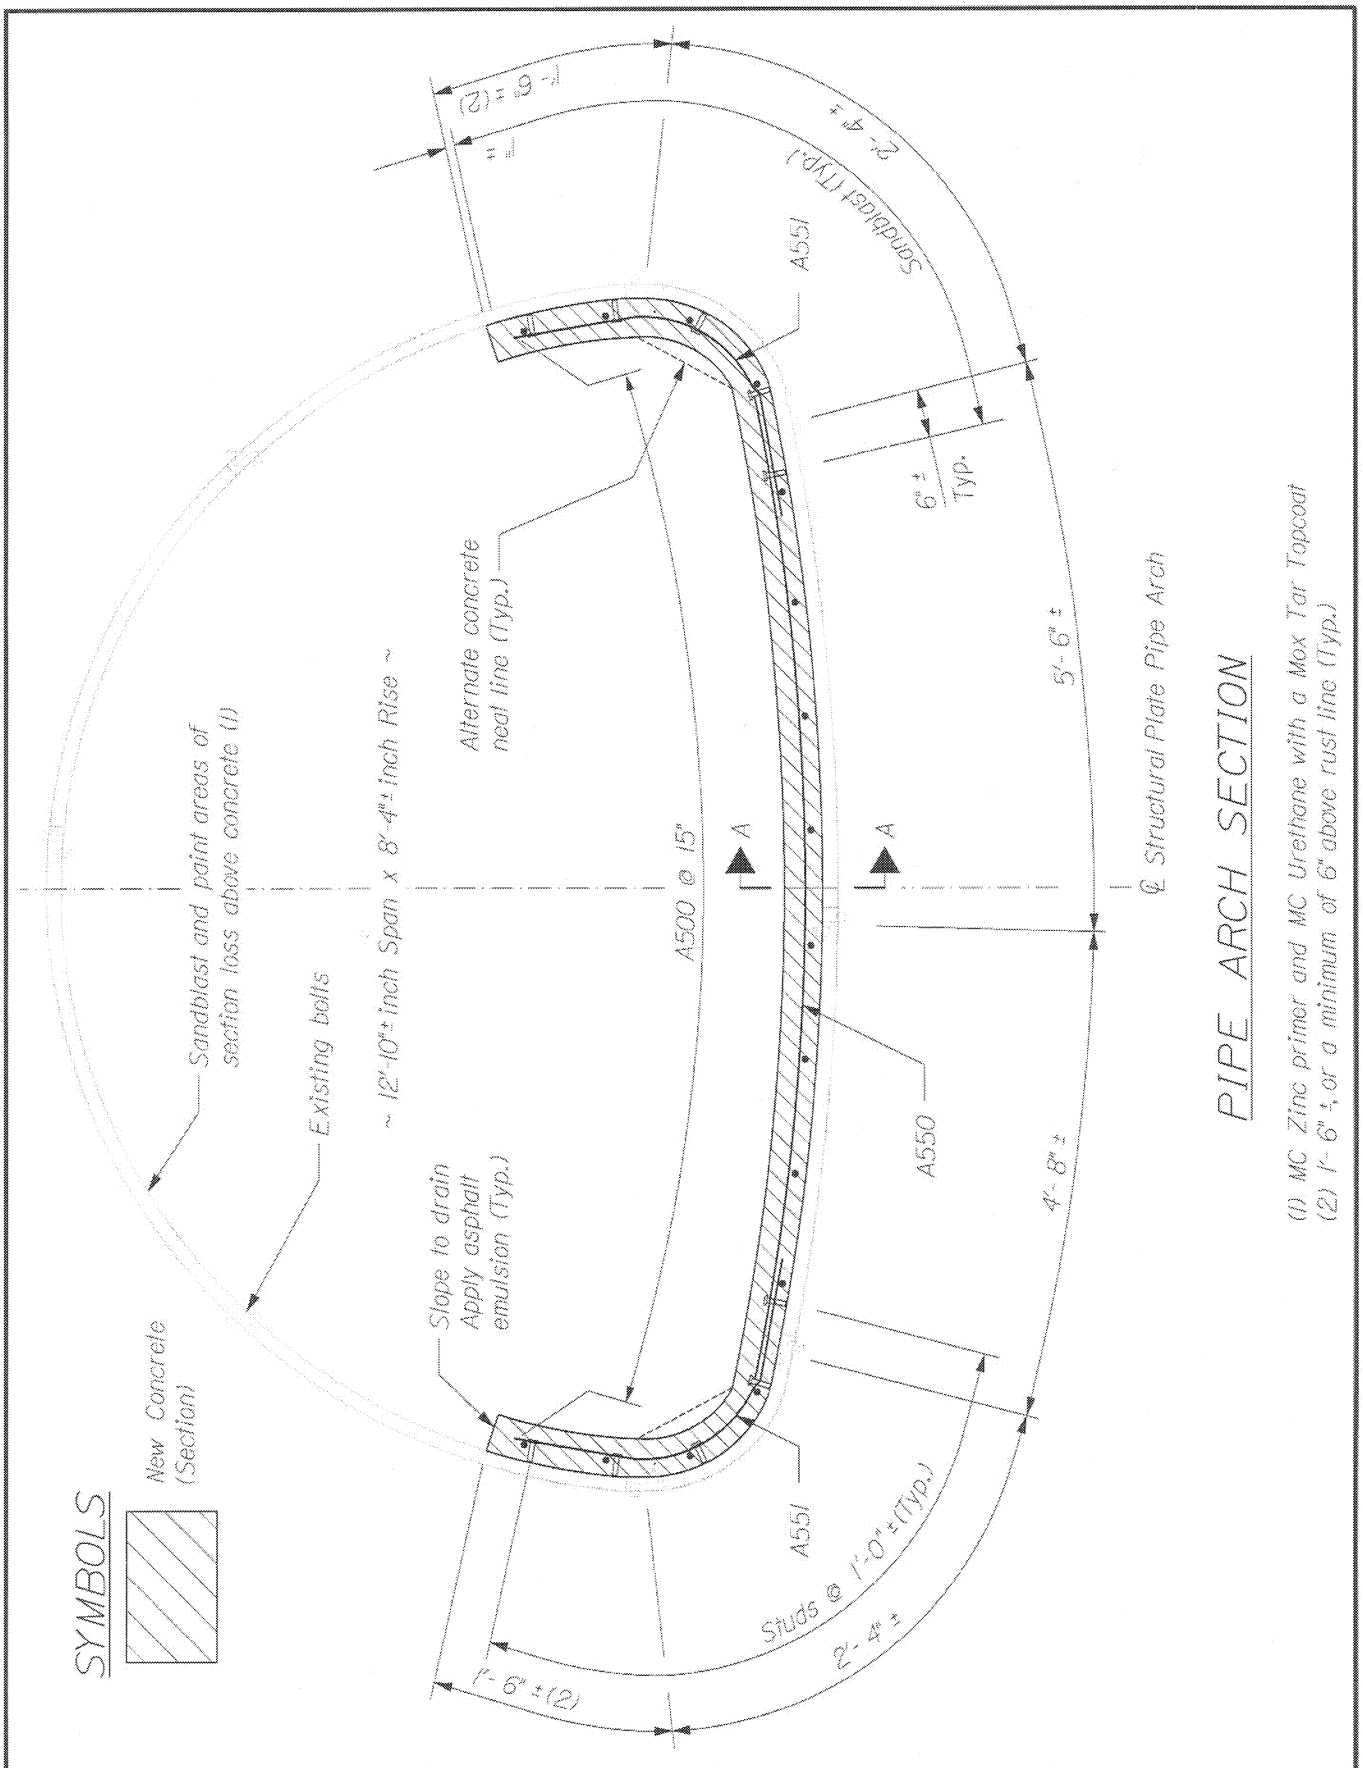 SYMBOLS
New Concrete
(Section)
Sandblast and paint areas of
section loss above concrete (1)
Existing bolts
~ 12'-10"± inch Span x 8'-4"± inch Rise ~
Slope to drain
Apply asphalt
emulsion (Typ.)
Alternate concrete
neat line (Typ.)
A500 @ 15"
1'-6" ± (2)
1" ±
1'-6" ± (2)
2'-4" ±
Sandblast (Typ.)
A551
6" ±
Typ.
A
A
A550
A551
Studs @ 1'-0" ± (Typ.)
2'-4" ±
4'-8" ±
5'-6" ±
℄ Structural Plate Pipe Arch
PIPE ARCH SECTION
(1) MC Zinc primer and MC Urethane with a Mox Tar Topcoat
(2) 1'-6" ±, or a minimum of 6" above rust line (Typ.)